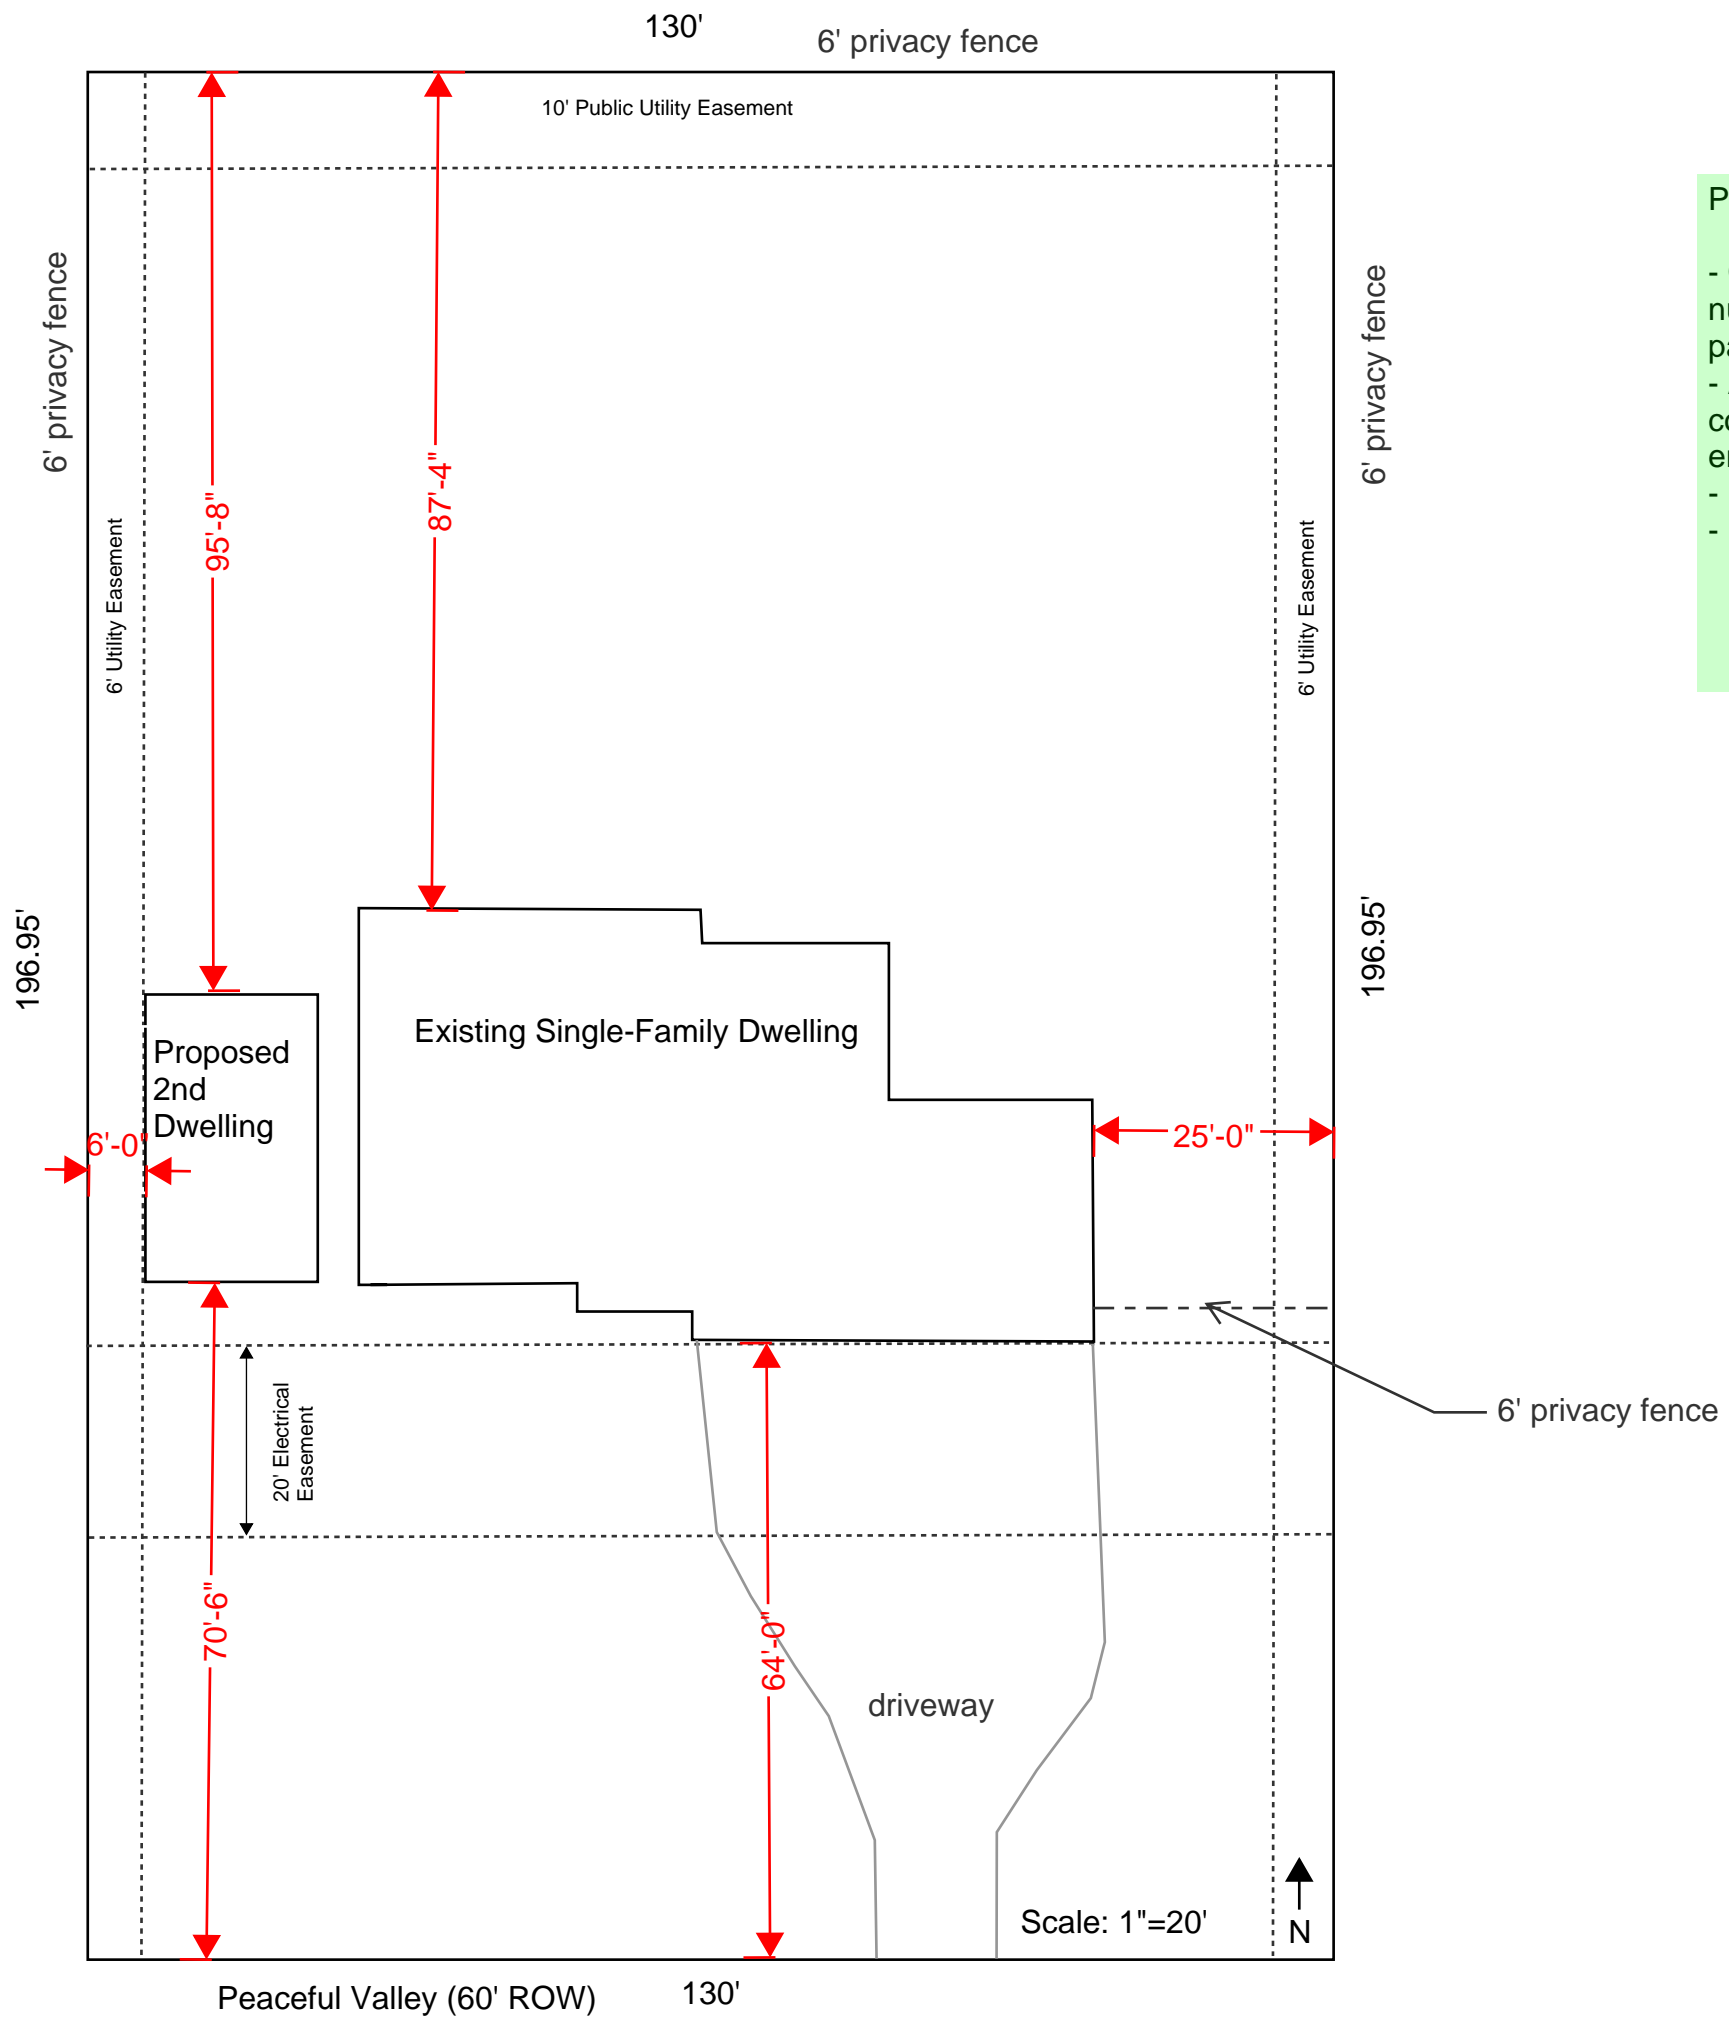 130'
6' privacy fence
10' Public Utility Easement
6' privacy fence
6' privacy fence
95'-8"
87'-4"
6' Utility Easement
6' Utility Easement
196.95'
196.95'
Existing Single-Family Dwelling
Proposed
2nd
Dwelling
6'-0"
25'-0"
6' privacy fence
20' Electrical
Easement
70'-6"
64'-0"
driveway
Scale: 1"=20'
N
Peaceful Valley (60' ROW)
130'